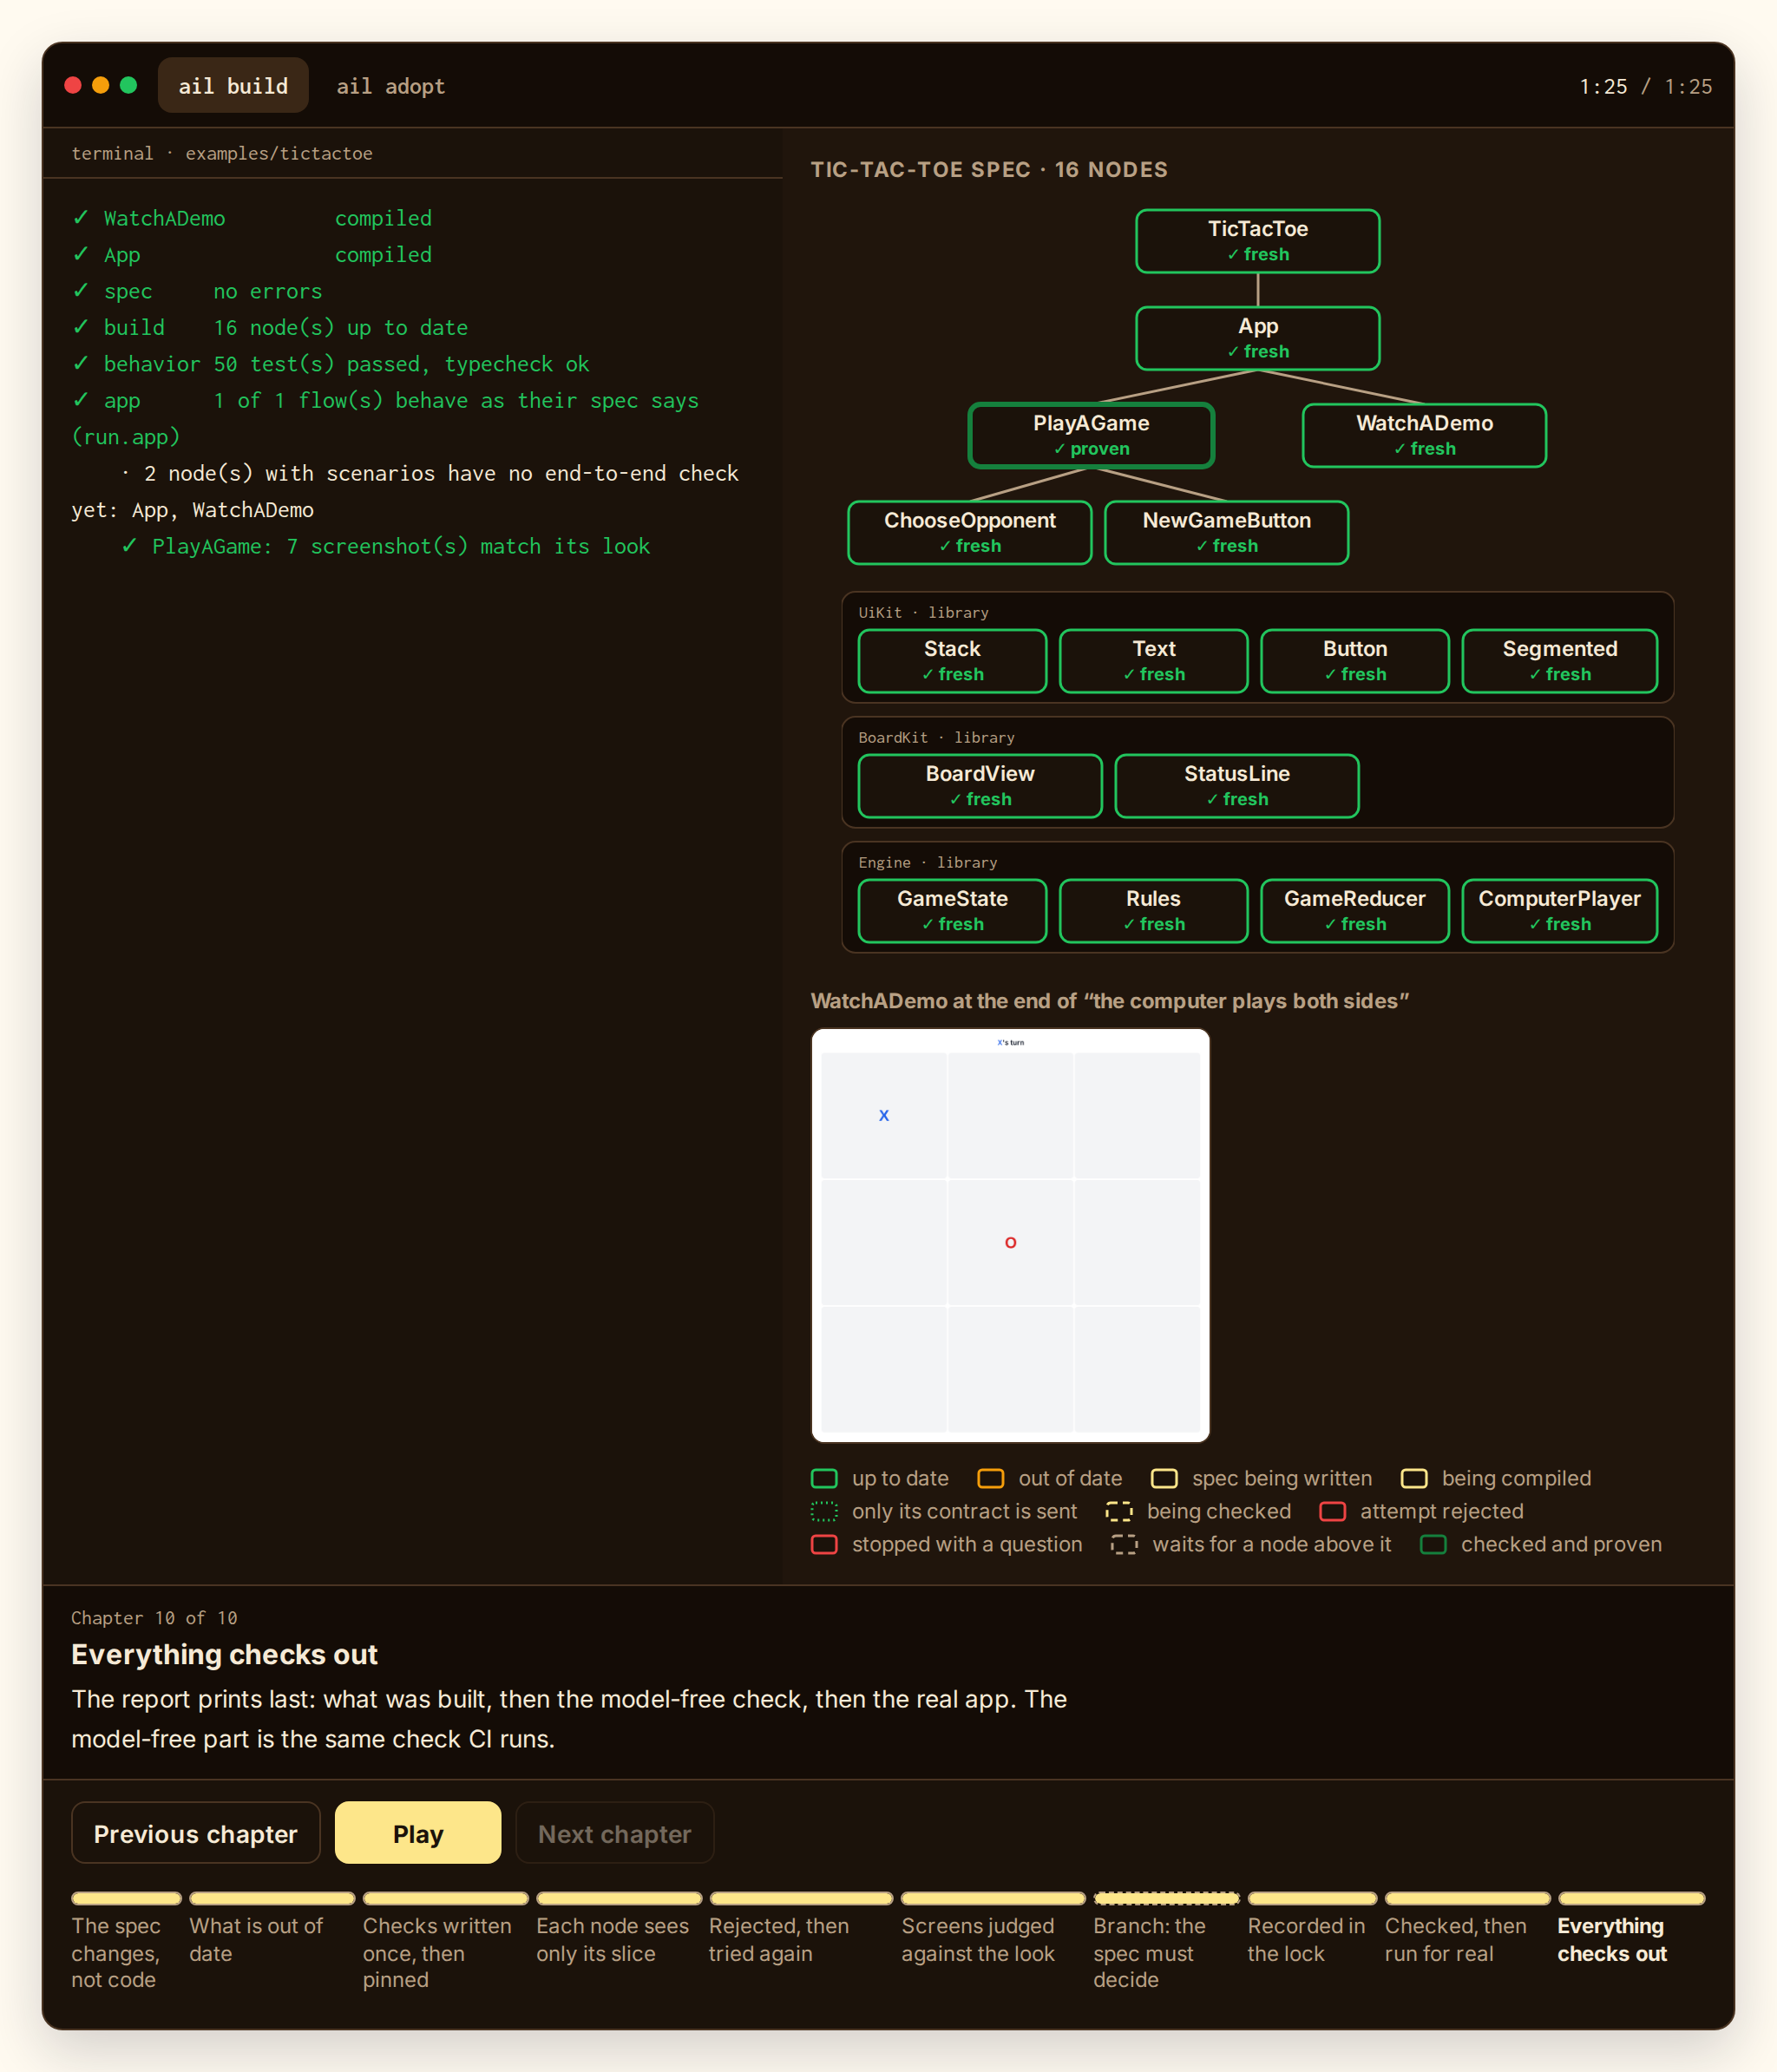 ail build
ail adopt
1:25 / 1:25
terminal · examples/tictactoe
✓ WatchADemo compiled
✓ App compiled
✓ spec no errors
✓ build 16 node(s) up to date
✓ behavior 50 test(s) passed, typecheck ok
✓ app 1 of 1 flow(s) behave as their spec says
(run.app)
· 2 node(s) with scenarios have no end-to-end check
yet: App, WatchADemo
✓ PlayAGame: 7 screenshot(s) match its look
TIC-TAC-TOE SPEC · 16 NODES
TicTacToe
✓ fresh
App
✓ fresh
PlayAGame
✓ proven
WatchADemo
✓ fresh
ChooseOpponent
✓ fresh
NewGameButton
✓ fresh
UiKit · library
Stack
✓ fresh
Text
✓ fresh
Button
✓ fresh
Segmented
✓ fresh
BoardKit · library
BoardView
✓ fresh
StatusLine
✓ fresh
Engine · library
GameState
✓ fresh
Rules
✓ fresh
GameReducer
✓ fresh
ComputerPlayer
✓ fresh
WatchADemo at the end of “the computer plays both sides”
X's turn
X
O
up to date
out of date
spec being written
being compiled
only its contract is sent
being checked
attempt rejected
stopped with a question
waits for a node above it
checked and proven
Chapter 10 of 10
Everything checks out
The report prints last: what was built, then the model-free check, then the real app. The
model-free part is the same check CI runs.
Previous chapter
Play
Next chapter
The spec
changes,
not code
What is out of
date
Checks written
once, then
pinned
Each node sees
only its slice
Rejected, then
tried again
Screens judged
against the look
Branch: the
spec must
decide
Recorded in
the lock
Checked, then
run for real
Everything
checks out